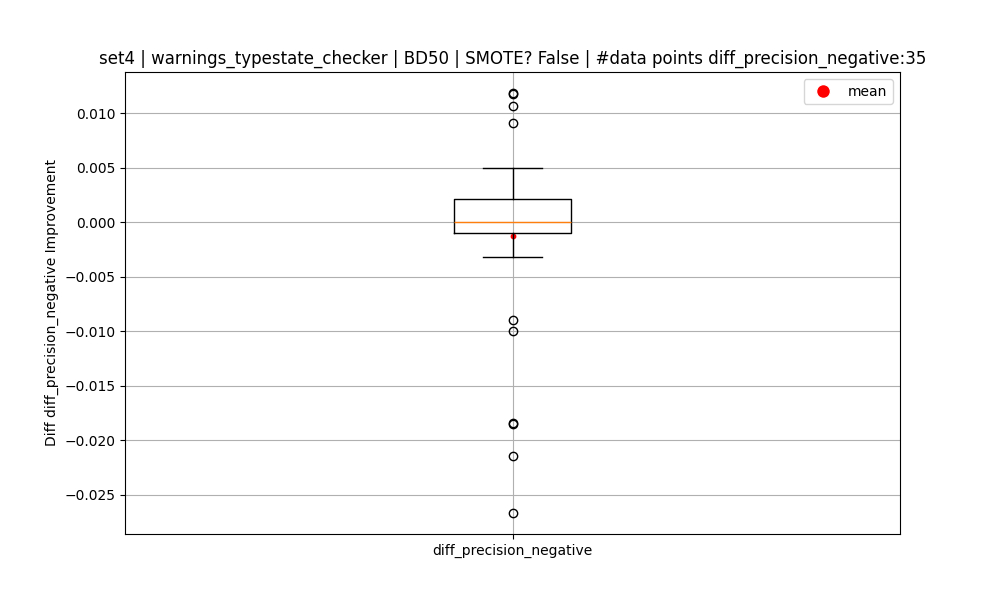 set4 | warnings_typestate_checker | BD50 | SMOTE? False | #data points diff_precision_negative:35
mean
0.010
0.005
0.000
−0.005
−0.010
−0.015
−0.020
−0.025
Diff diff_precision_negative Improvement
diff_precision_negative